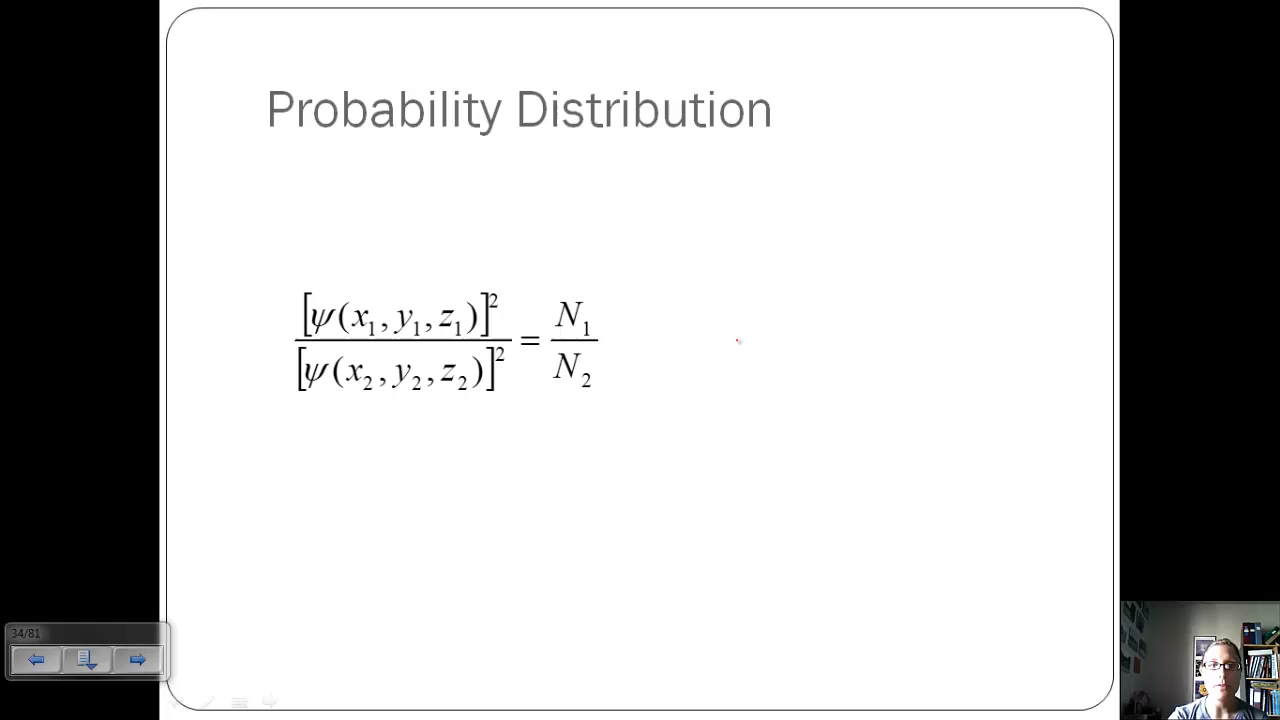 Probability Distribution
[ψ(x₁, y₁, z₁)]² / [ψ(x₂, y₂, z₂)]² = N₁ / N₂
34/81